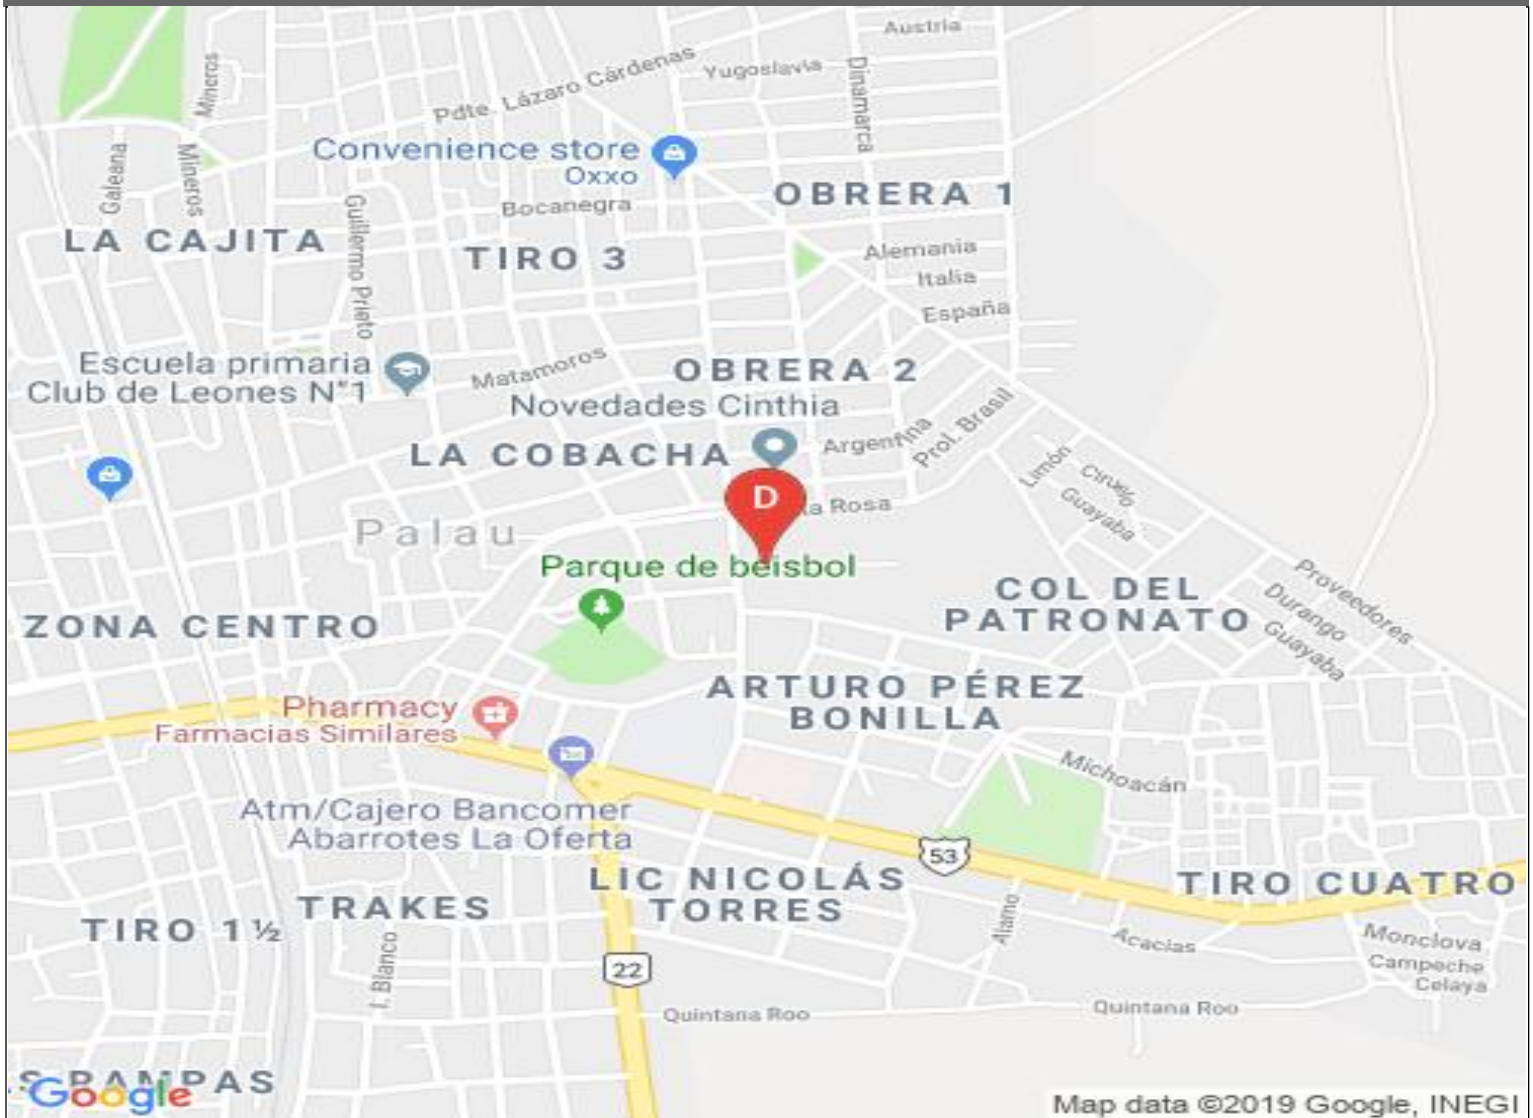 Austria
Pdte. Lázaro Cárdenas
Yugoslavia
Dinamarca
Mineros
Convenience store
Oxxo
Galeana
Mineros
Guillermo Prieto
Bocanegra
OBRERA 1
LA CAJITA
TIRO 3
Alemania
Italia
España
Escuela primaria
Club de Leones N°1
Matamoros
OBRERA 2
Novedades Cinthia
LA COBACHA
Argentina
Prol. Brasil
Limón
Ciruelo
Guayaba
D
la Rosa
Palau
Parque de beisbol
COL DEL
PATRONATO
Proveedores
Durango
Guayaba
ZONA CENTRO
ARTURO PÉREZ
BONILLA
Pharmacy
Farmacias Similares
Michoacán
Atm/Cajero Bancomer
Abarrotes La Oferta
53
LIC NICOLÁS
TORRES
TIRO CUATRO
TRAKES
TIRO 1½
I. Blanco
Alamo
Acacias
Monclova
Campeche
Celaya
22
Quintana Roo
Quintana Roo
S PAMPAS
Google
Map data ©2019 Google, INEGI